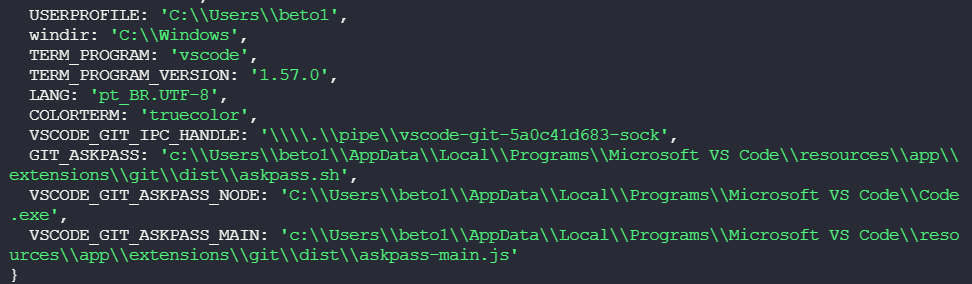 USERPROFILE: 'C:\\Users\\beto1',
windir: 'C:\\Windows',
TERM_PROGRAM: 'vscode',
TERM_PROGRAM_VERSION: '1.57.0',
LANG: 'pt_BR.UTF-8',
COLORTERM: 'truecolor',
VSCODE_GIT_IPC_HANDLE: '\\\\.\\pipe\\vscode-git-5a0c41d683-sock',
GIT_ASKPASS: 'c:\\Users\\beto1\\AppData\\Local\\Programs\\Microsoft VS Code\\resources\\app\\
extensions\\git\\dist\\askpass.sh',
VSCODE_GIT_ASKPASS_NODE: 'C:\\Users\\beto1\\AppData\\Local\\Programs\\Microsoft VS Code\\Code
.exe',
VSCODE_GIT_ASKPASS_MAIN: 'c:\\Users\\beto1\\AppData\\Local\\Programs\\Microsoft VS Code\\reso
urces\\app\\extensions\\git\\dist\\askpass-main.js'
}